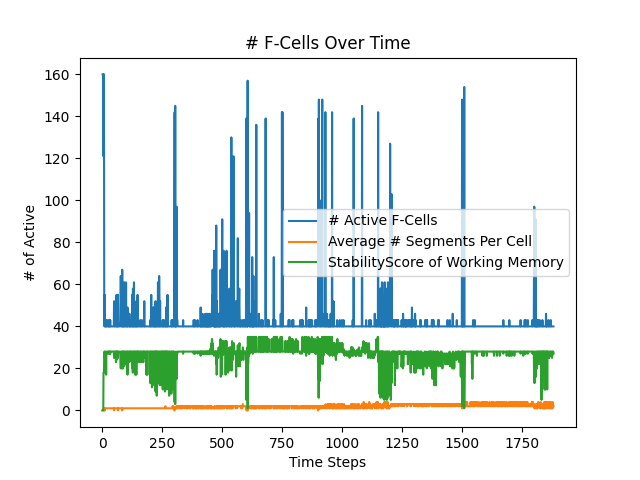 # F-Cells Over Time
# of Active
160
140
120
100
80
60
40
20
0
# Active F-Cells
Average # Segments Per Cell
StabilityScore of Working Memory
0
250
500
750
1000
1250
1500
1750
Time Steps